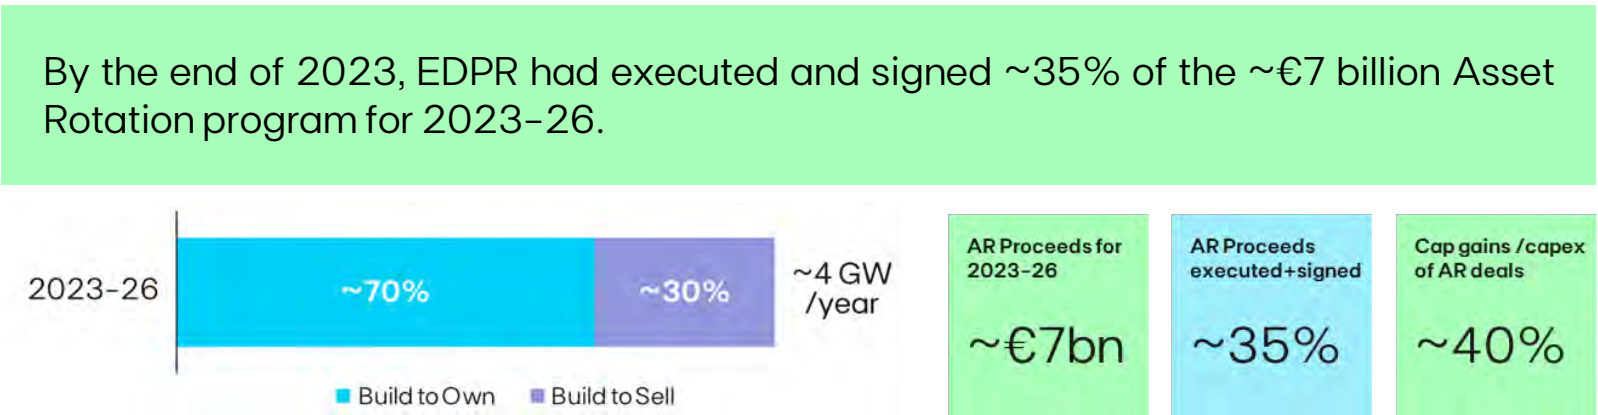 By the end of 2023, EDPR had executed and signed ~35% of the ~€7 billion Asset
Rotation program for 2023-26.
2023-26
~70%
~30%
~4 GW
/year
Build to Own
Build to Sell
AR Proceeds for
2023-26
~€7bn
AR Proceeds
executed+signed
~35%
Cap gains /capex
of AR deals
~40%